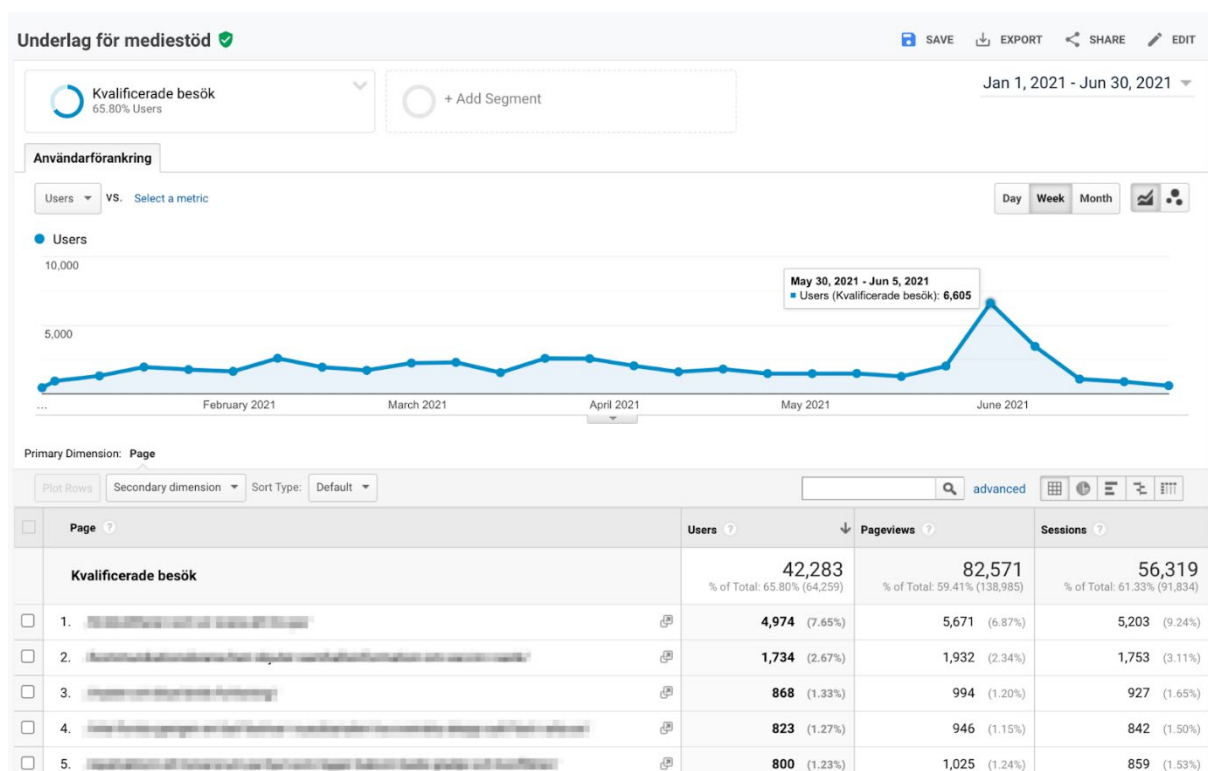 Underlag för mediestöd
SAVE EXPORT SHARE EDIT
Kvalificerade besök
65.80% Users
+ Add Segment
Jan 1, 2021 - Jun 30, 2021
Användarförankring
Users VS. Select a metric
Day Week Month
Users
10,000
May 30, 2021 - Jun 5, 2021
Users (Kvalificerade besök): 6,605
5,000
... February 2021 March 2021 April 2021 May 2021 June 2021
Primary Dimension: Page
Plot Rows Secondary dimension Sort Type: Default advanced
Page ? Users ? Pageviews ? Sessions ?
Kvalificerade besök 42,283 82,571 56,319
% of Total: 65.80% (64,259) % of Total: 59.41% (138,985) % of Total: 61.33% (91,834)
1. 4,974 (7.65%) 5,671 (6.87%) 5,203 (9.24%)
2. 1,734 (2.67%) 1,932 (2.34%) 1,753 (3.11%)
3. 868 (1.33%) 994 (1.20%) 927 (1.65%)
4. 823 (1.27%) 946 (1.15%) 842 (1.50%)
5. 800 (1.23%) 1,025 (1.24%) 859 (1.53%)